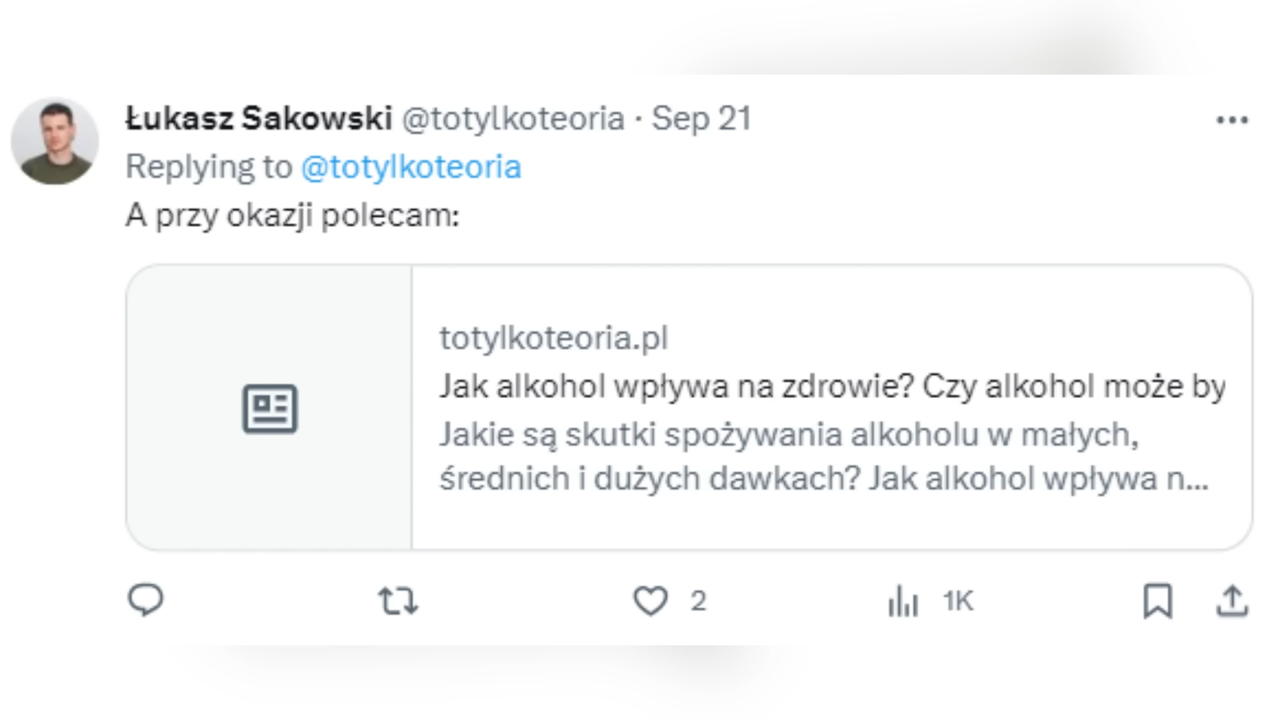 Łukasz Sakowski @totylkoteoria · Sep 21
Replying to @totylkoteoria
A przy okazji polecam:
totylkoteoria.pl
Jak alkohol wpływa na zdrowie? Czy alkohol może by
Jakie są skutki spożywania alkoholu w małych,
średnich i dużych dawkach? Jak alkohol wpływa n...
2 1K